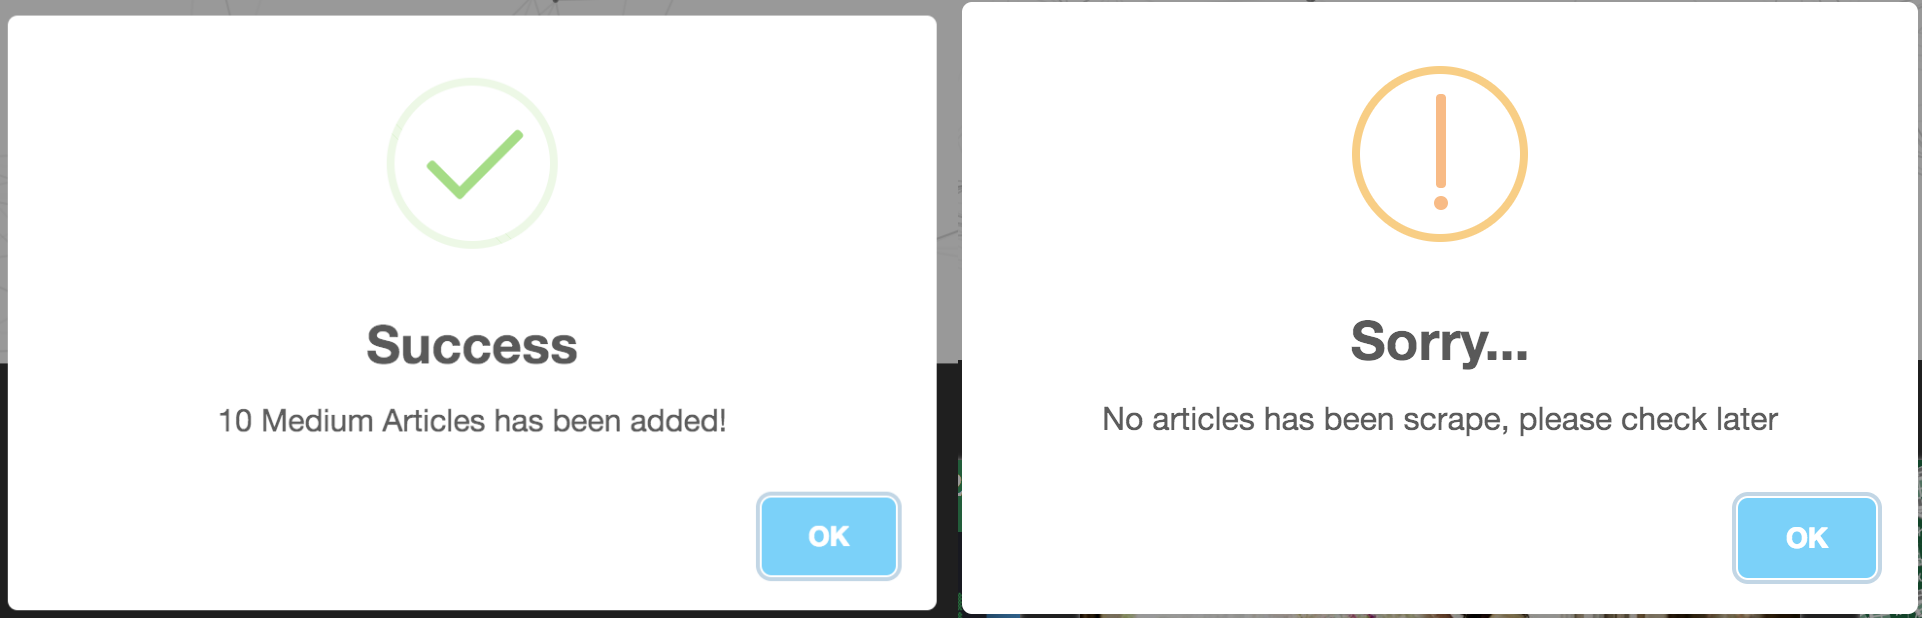 Success
10 Medium Articles has been added!
OK
Sorry...
No articles has been scrape, please check later
OK